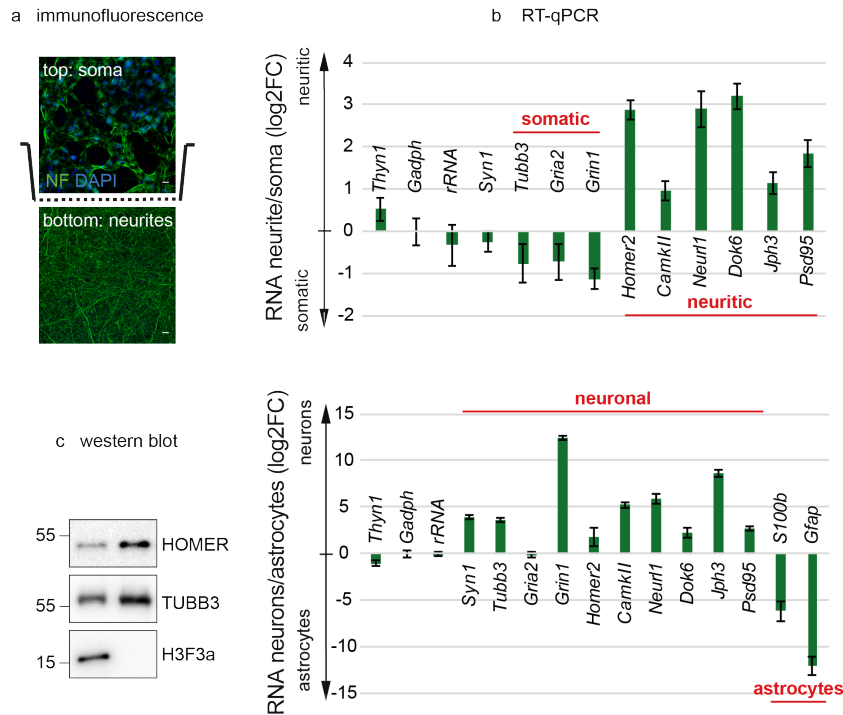 a immunofluorescence
top: soma
NF DAPI
bottom: neurites
b RT-qPCR
RNA neurite/soma (log2FC)
neuritic
somatic
4
3
2
1
0
-1
-2
Thyn1
Gadph
rRNA
Syn1
somatic
Tubb3
Gria2
Grin1
Homer2
CamkII
Neurl1
Dok6
Jph3
Psd95
neuritic
RNA neurons/astrocytes (log2FC)
neurons
astrocytes
15
10
5
0
-5
-10
-15
neuronal
Thyn1
Gadph
rRNA
Syn1
Tubb3
Gria2
Grin1
Homer2
CamkII
Neurl1
Dok6
Jph3
Psd95
S100b
Gfap
astrocytes
c western blot
55
HOMER
55
TUBB3
15
H3F3a